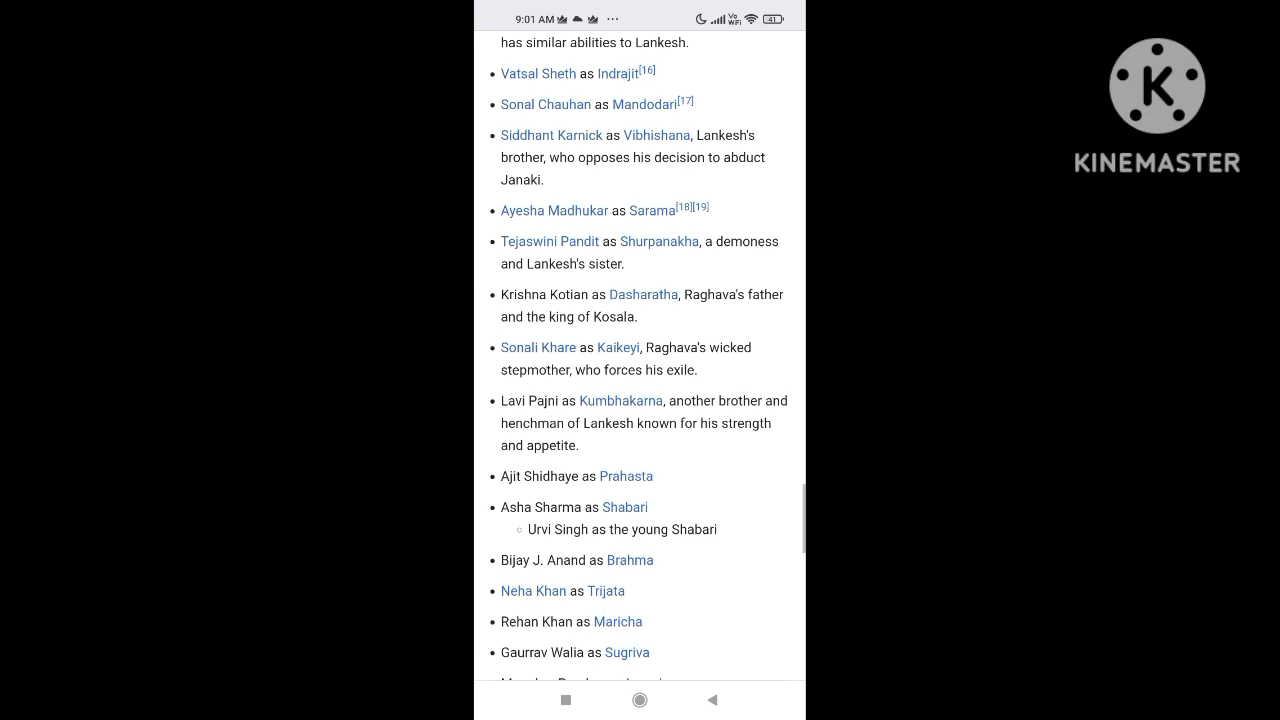 9:01 AM ... Vo WiFi 41
has similar abilities to Lankesh.
• Vatsal Sheth as Indrajit[16]
• Sonal Chauhan as Mandodari[17]
• Siddhant Karnick as Vibhishana, Lankesh's
brother, who opposes his decision to abduct
Janaki.
• Ayesha Madhukar as Sarama[18][19]
• Tejaswini Pandit as Shurpanakha, a demoness
and Lankesh's sister.
• Krishna Kotian as Dasharatha, Raghava's father
and the king of Kosala.
• Sonali Khare as Kaikeyi, Raghava's wicked
stepmother, who forces his exile.
• Lavi Pajni as Kumbhakarna, another brother and
henchman of Lankesh known for his strength
and appetite.
• Ajit Shidhaye as Prahasta
• Asha Sharma as Shabari
◦ Urvi Singh as the young Shabari
• Bijay J. Anand as Brahma
• Neha Khan as Trijata
• Rehan Khan as Maricha
• Gaurrav Walia as Sugriva
K
KINEMASTER